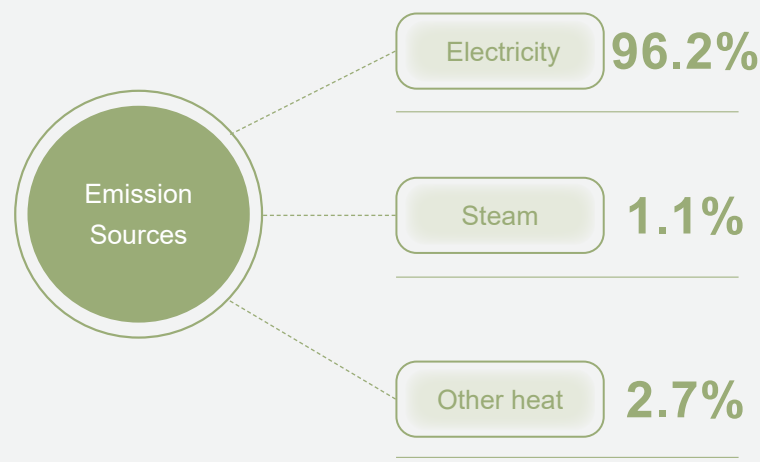 Emission
Sources
Electricity 96.2%
Steam 1.1%
Other heat 2.7%